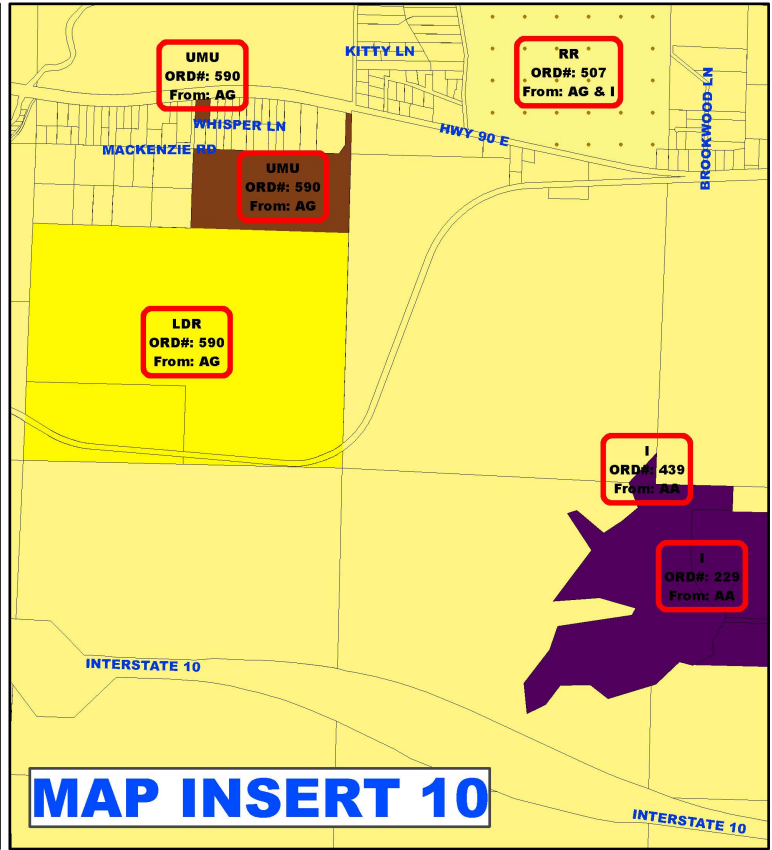 UMU
ORD#: 590
From: AG
KITTY LN
RR
ORD#: 507
From: AG & I
BROOKWOOD LN
WHISPER LN
HWY 90 E
MACKENZIE RD
UMU
ORD#: 590
From: AG
LDR
ORD#: 590
From: AG
I
ORD#: 439
From: AA
I
ORD#: 229
From: AA
INTERSTATE 10
MAP INSERT 10
INTERSTATE 10